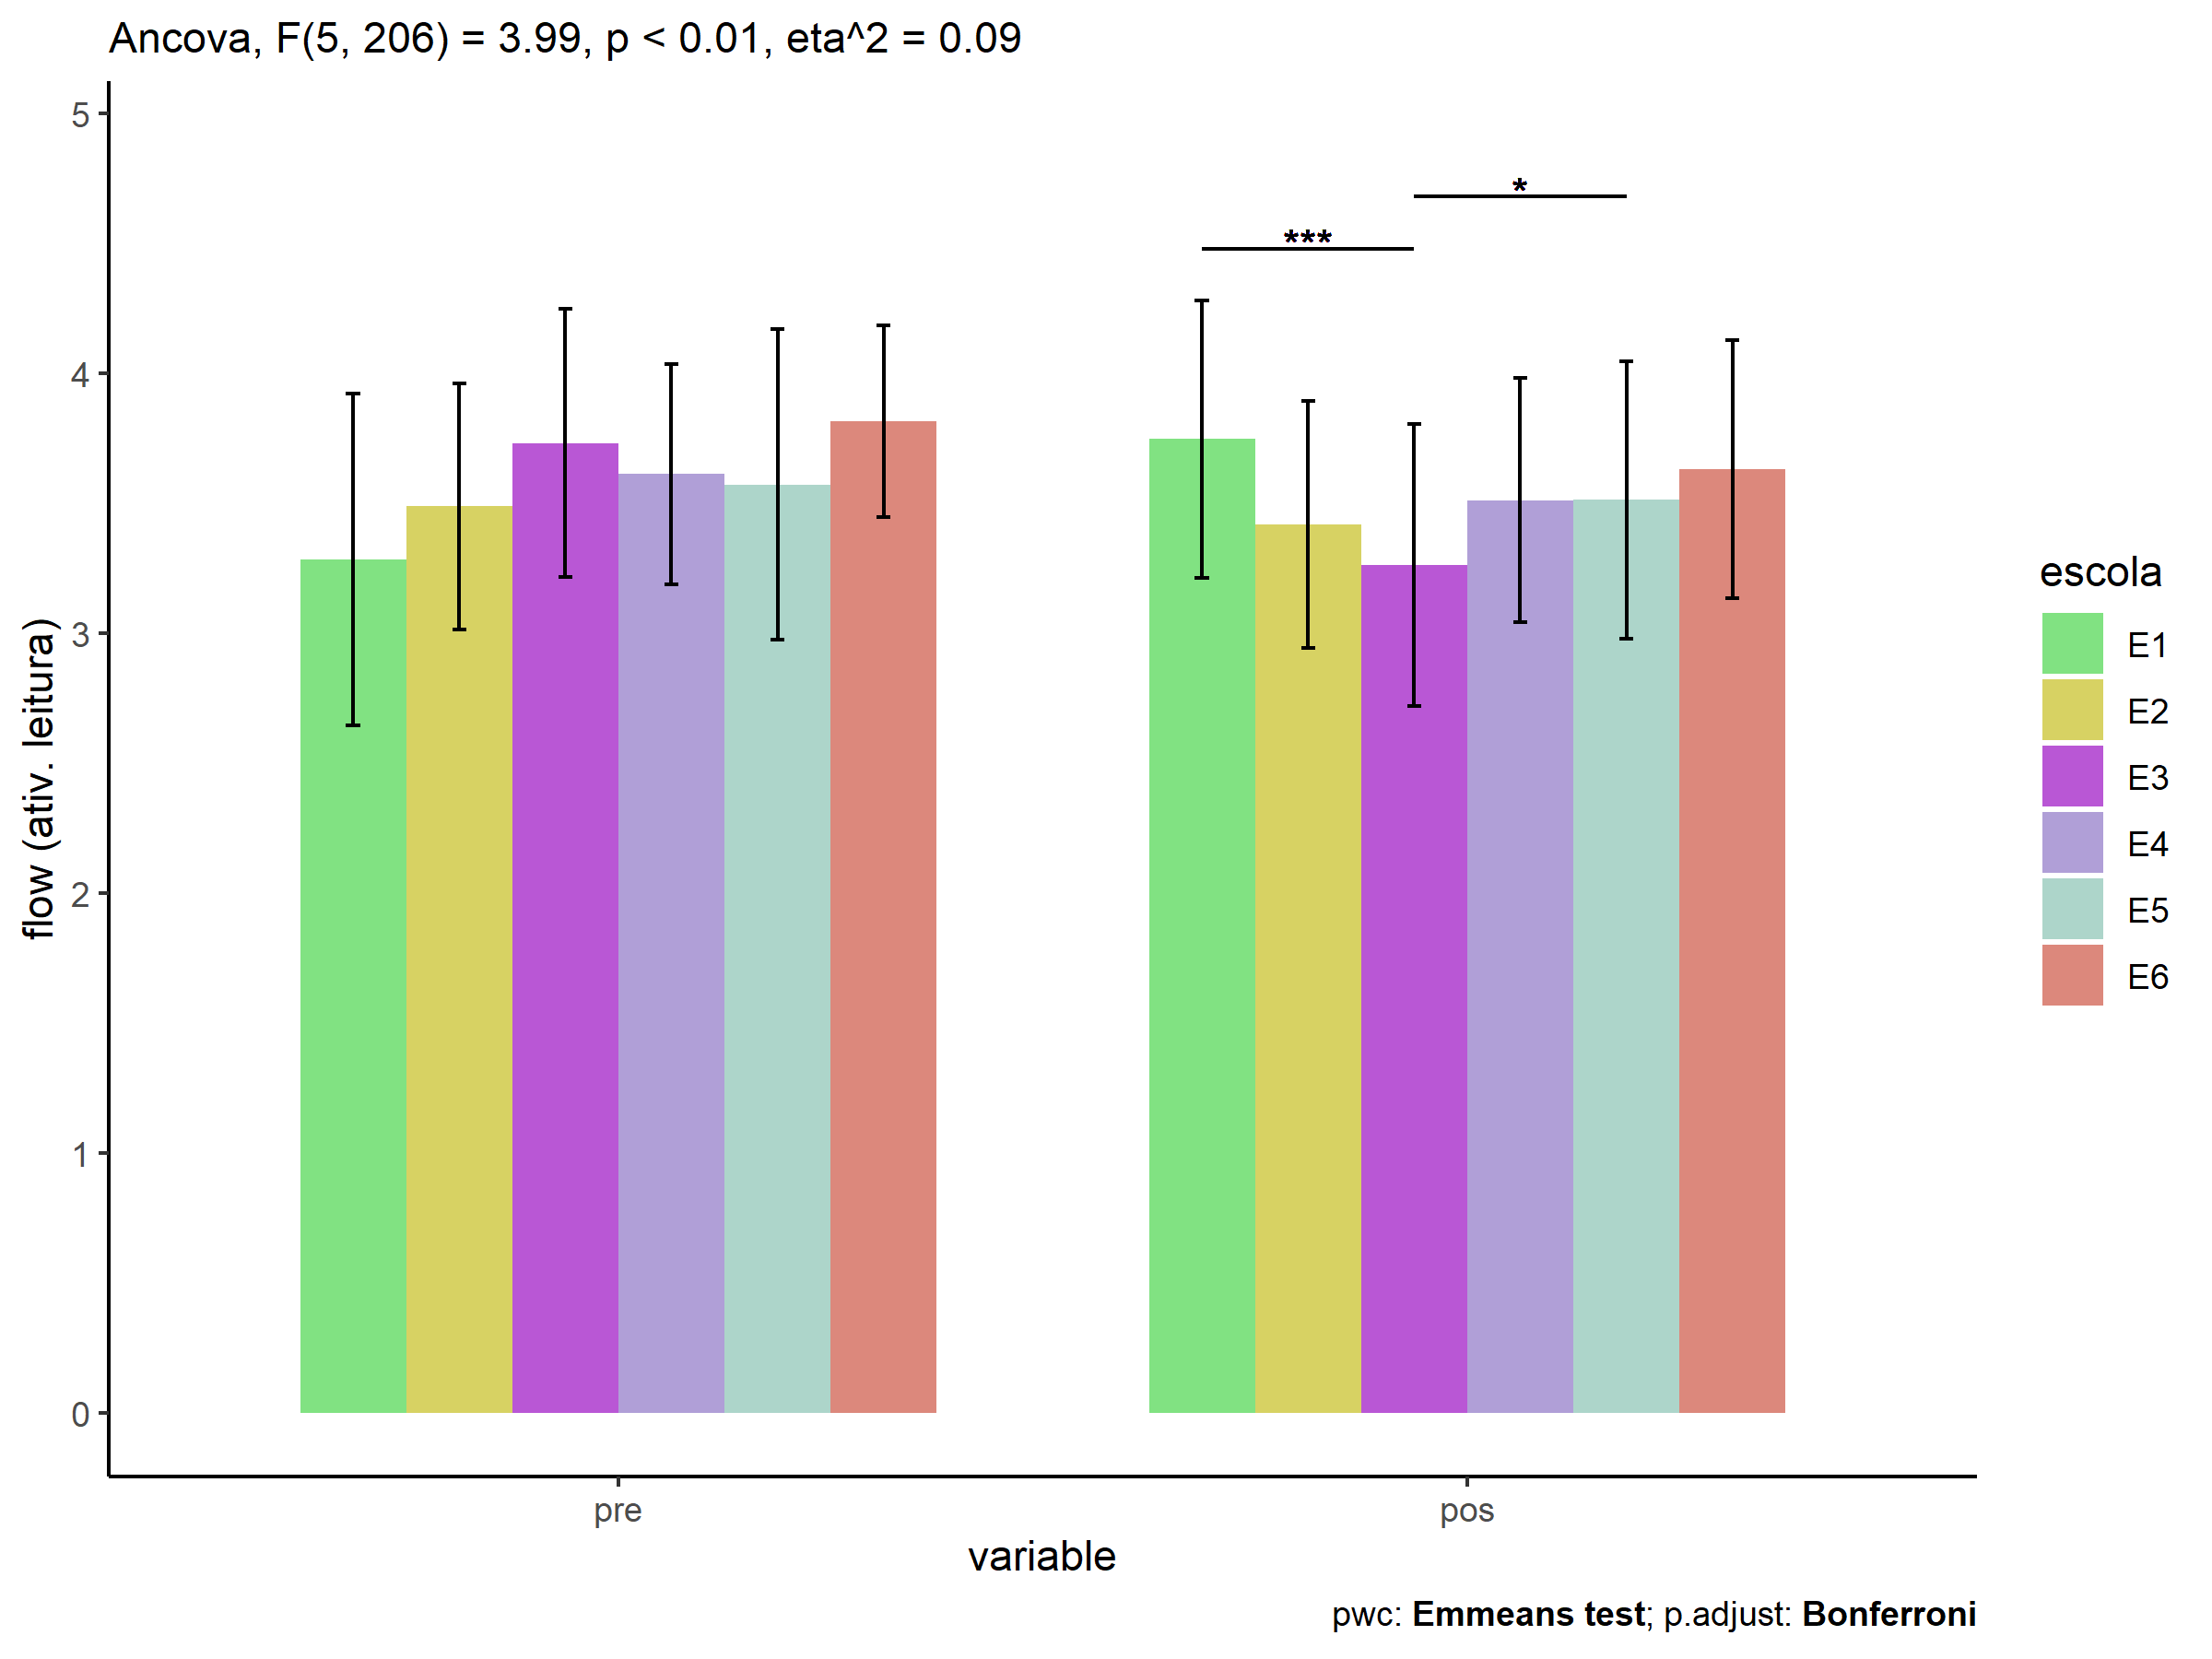 Ancova, F(5, 206) = 3.99, p < 0.01, eta^2 = 0.09
5
4
3
2
1
0
flow (ativ. leitura)
*
***
pre
pos
variable
escola
E1
E2
E3
E4
E5
E6
pwc: Emmeans test; p.adjust: Bonferroni